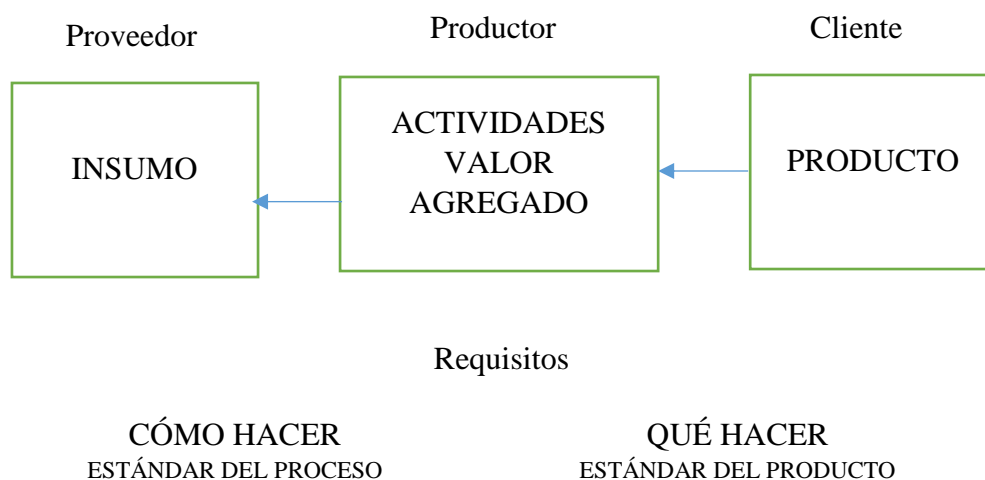 Proveedor
Productor
Cliente
INSUMO
ACTIVIDADES
VALOR
AGREGADO
PRODUCTO
Requisitos
CÓMO HACER
ESTÁNDAR DEL PROCESO
QUÉ HACER
ESTÁNDAR DEL PRODUCTO